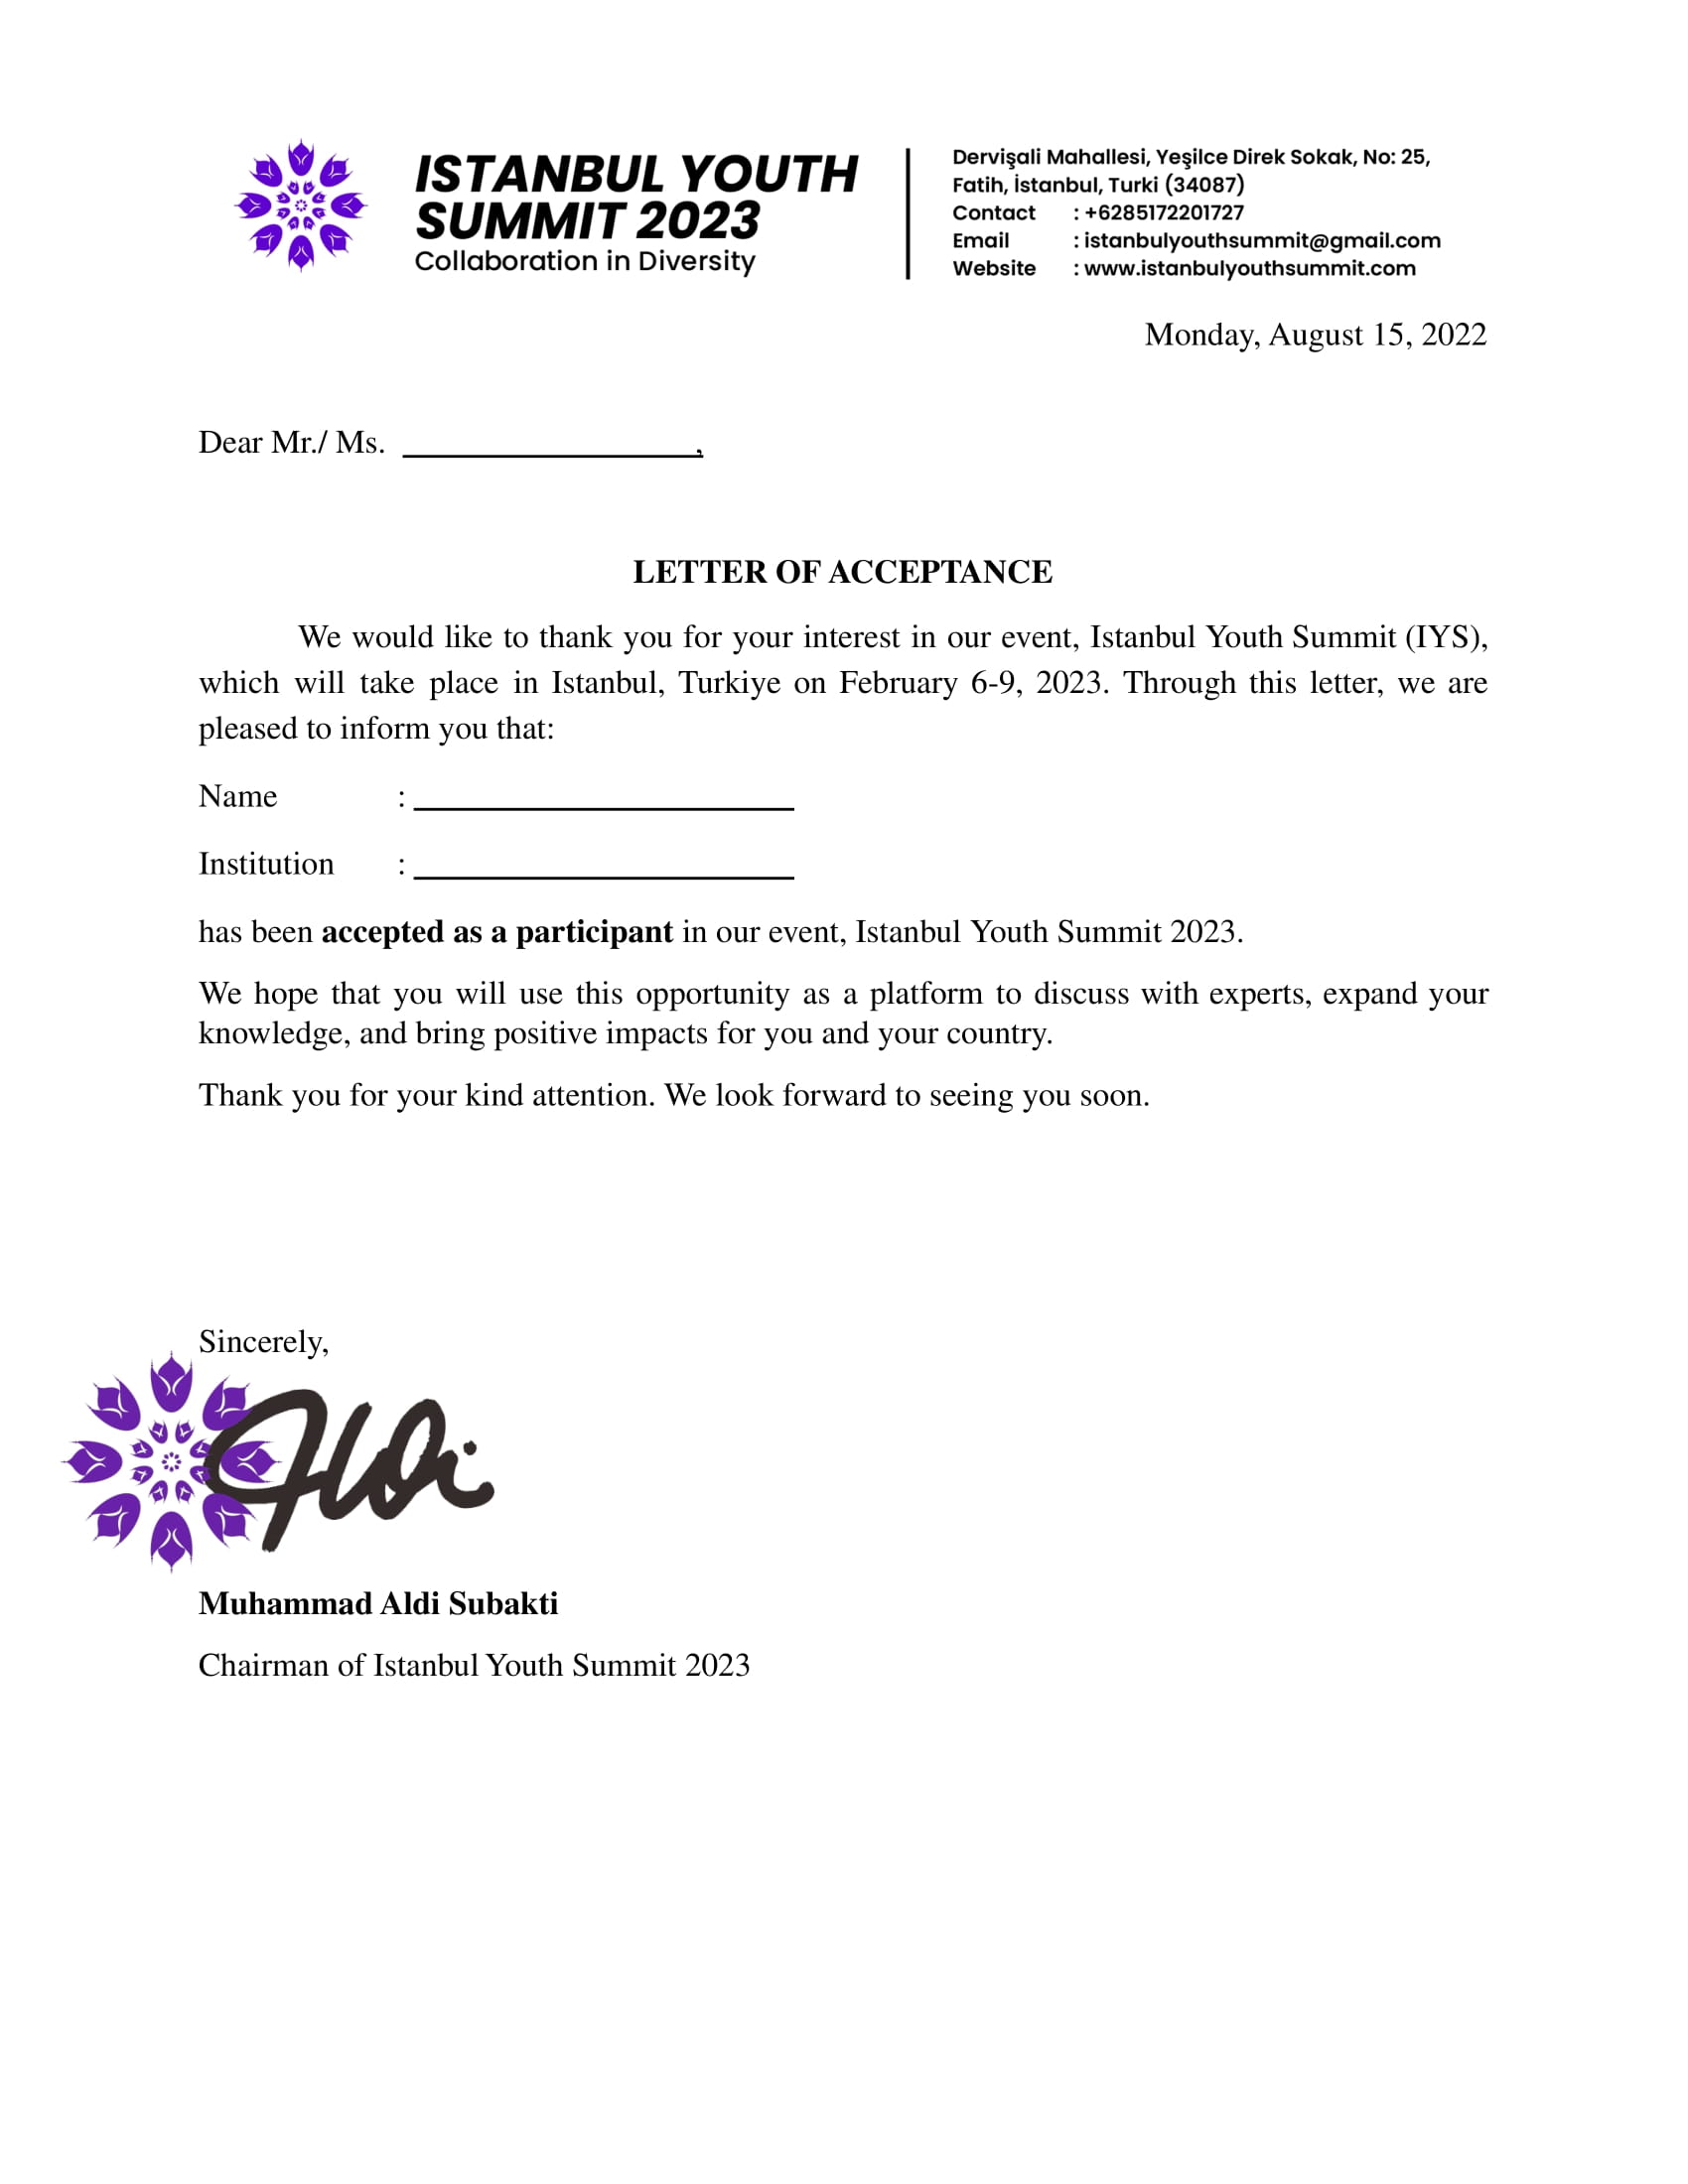 ISTANBUL YOUTH
SUMMIT 2023
Collaboration in Diversity
Dervişali Mahallesi, Yeşilce Direk Sokak, No: 25,
Fatih, İstanbul, Turki (34087)
Contact : +6285172201727
Email : istanbulyouthsummit@gmail.com
Website : www.istanbulyouthsummit.com
Monday, August 15, 2022
Dear Mr./ Ms. ,
LETTER OF ACCEPTANCE
We would like to thank you for your interest in our event, Istanbul Youth Summit (IYS),
which will take place in Istanbul, Turkiye on February 6-9, 2023. Through this letter, we are
pleased to inform you that:
Name :
Institution :
has been accepted as a participant in our event, Istanbul Youth Summit 2023.
We hope that you will use this opportunity as a platform to discuss with experts, expand your
knowledge, and bring positive impacts for you and your country.
Thank you for your kind attention. We look forward to seeing you soon.
Sincerely,
Aldi
Muhammad Aldi Subakti
Chairman of Istanbul Youth Summit 2023